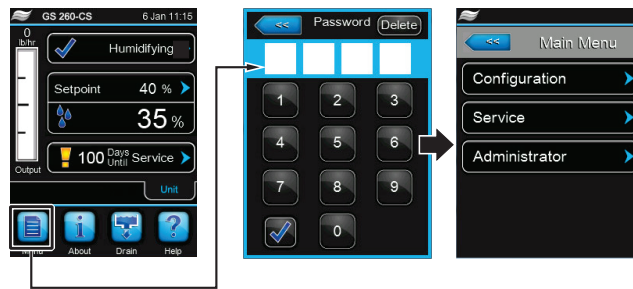 GS 260-CS 6 Jan 11:15
0
lb/hr
Humidifying
Setpoint 40 %
35 %
100 Days Until Service
Output
Unit
Menu About Drain Help
<< Password Delete
1 2 3
4 5 6
7 8 9
0
<< Main Menu
Configuration
Service
Administrator